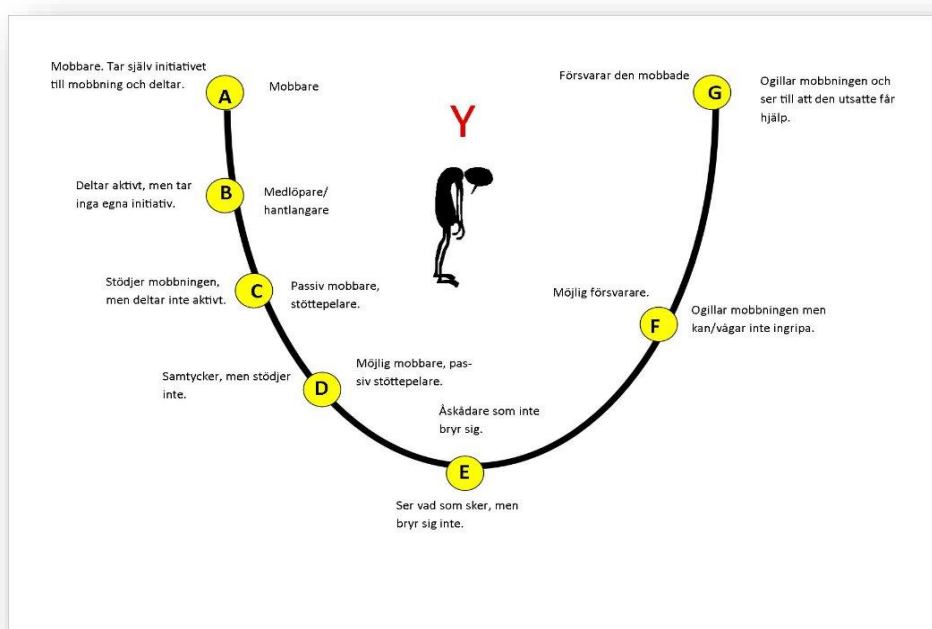 Mobbare. Tar själv initiativet
till mobbning och deltar.
A
Mobbare
Försvarar den mobbade
G
Ogillar mobbningen och
ser till att den utsatte får
hjälp.
Y
Deltar aktivt, men tar
inga egna initiativ.
B
Medlöpare/
hantlangare
Stödjer mobbningen,
men deltar inte aktivt.
C
Passiv mobbare,
stöttepelare.
Möjlig försvarare.
F
Ogillar mobbningen men
kan/vågar inte ingripa.
Samtycker, men stödjer
inte.
D
Möjlig mobbare, pas-
siv stöttepelare.
Åskådare som inte
bryr sig.
E
Ser vad som sker, men
bryr sig inte.